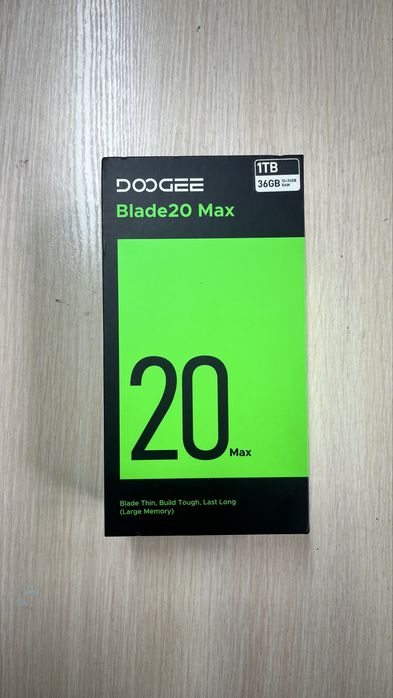 1TB
DOOGEE
36GB 12+24GB RAM
Blade20 Max
20 Max
Blade Thin, Build Tough, Last Long
(Large Memory)